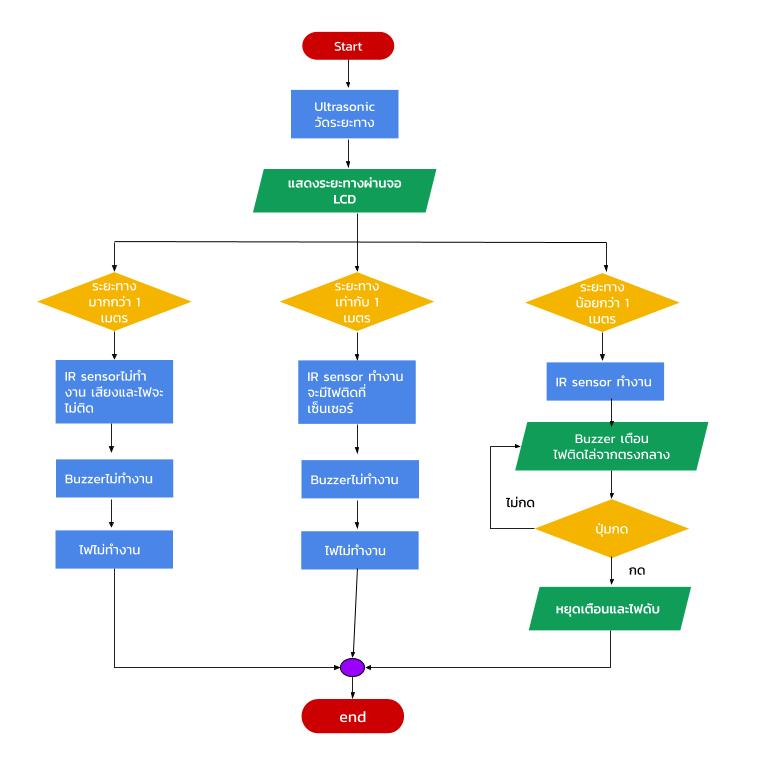 Start
Ultrasonic
วัดระยะทาง
แสดงระยะทางผ่านจอ
LCD
ระยะทาง
มากกว่า 1
เมตร
ระยะทาง
เท่ากับ 1
เมตร
ระยะทาง
น้อยกว่า 1
เมตร
IR sensorไม่ทำ
งาน เสียงและไฟจะ
ไม่ติด
IR sensor ทำงาน
จะมีไฟติดที่
เซ็นเซอร์
IR sensor ทำงาน
Buzzer เตือน
ไฟติดไล่จากตรงกลาง
Buzzerไม่ทำงาน
Buzzerไม่ทำงาน
ไม่กด
ปุ่มกด
ไฟไม่ทำงาน
ไฟไม่ทำงาน
กด
หยุดเตือนและไฟดับ
end